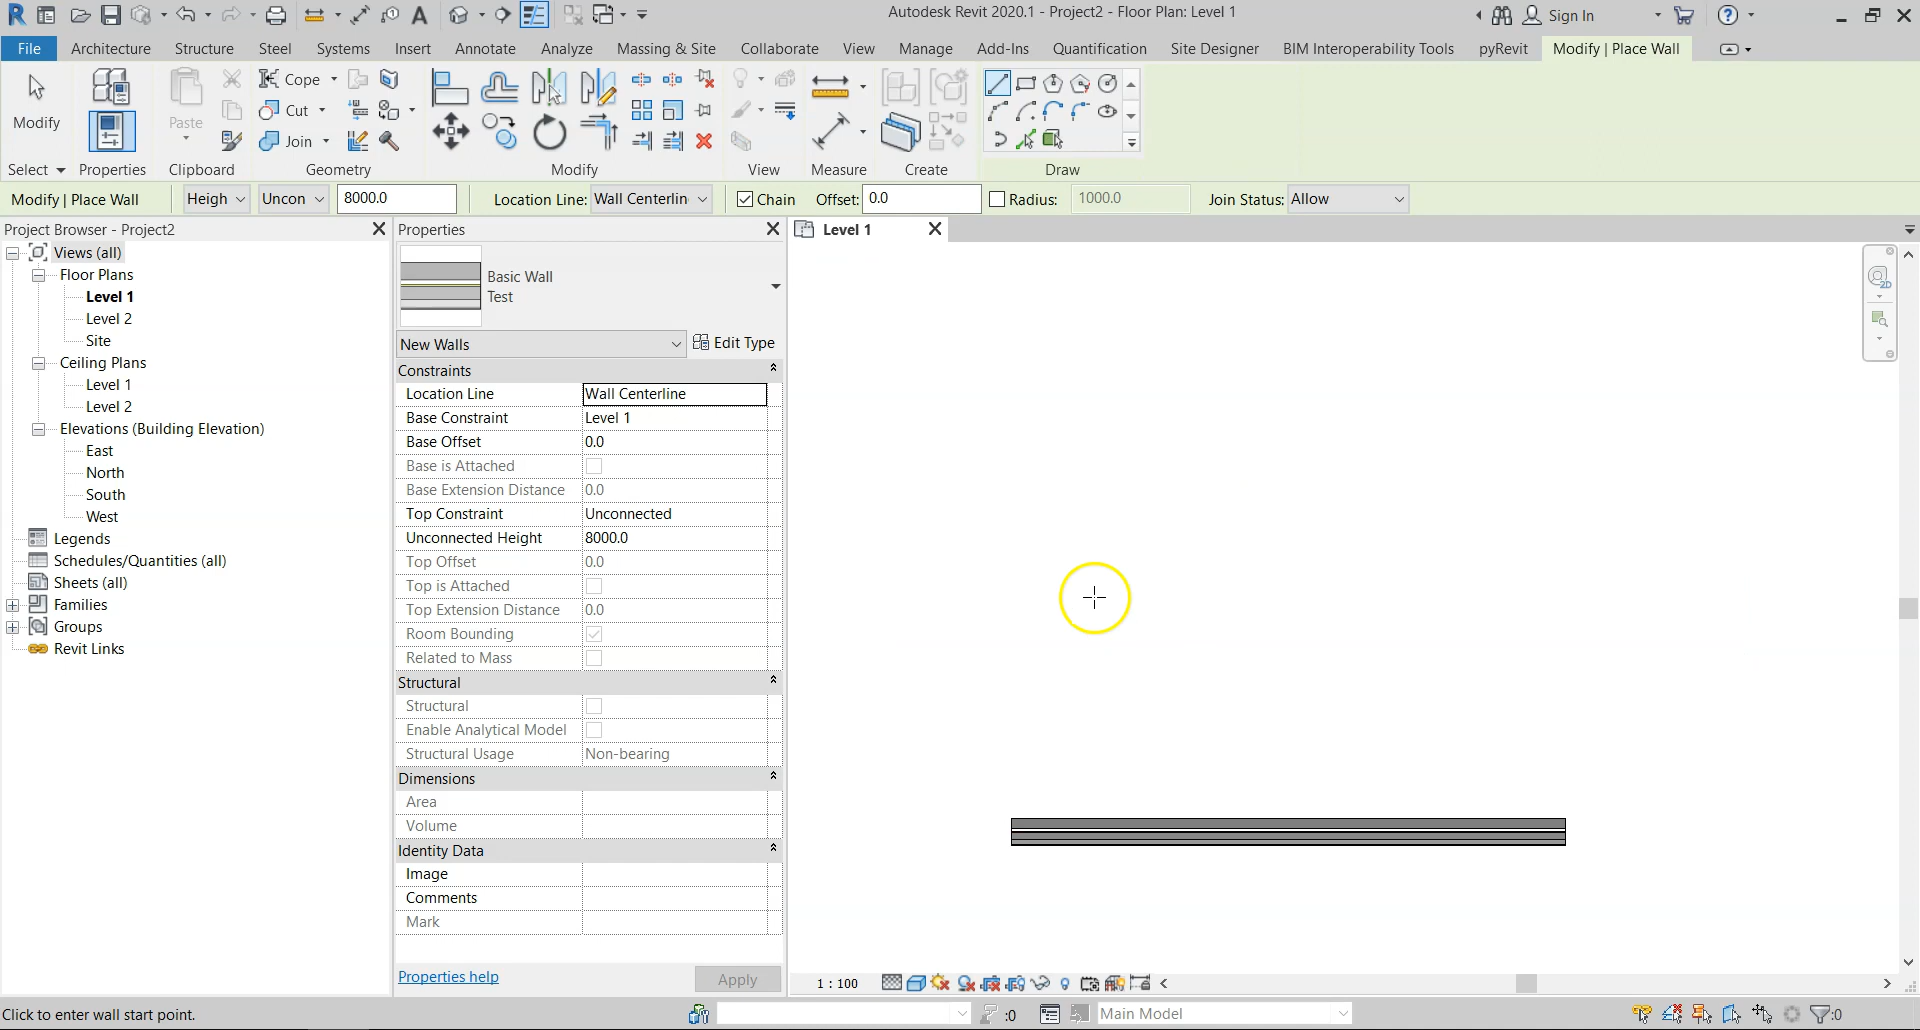 Autodesk Revit 2020.1 - Project2 - Floor Plan: Level 1
Sign In
File Architecture Structure Steel Systems Insert Annotate Analyze Massing & Site Collaborate View Manage Add-Ins Quantification Site Designer BIM Interoperability Tools pyRevit Modify | Place Wall
Modify
Paste
Cope
Cut
Join
Select Properties Clipboard Geometry Modify View Measure Create Draw
Modify | Place Wall Heigh Uncon 8000.0 Location Line: Wall Centerlin Chain Offset: 0.0 Radius: 1000.0 Join Status: Allow
Project Browser - Project2
Views (all)
Floor Plans
Level 1
Level 2
Site
Ceiling Plans
Level 1
Level 2
Elevations (Building Elevation)
East
North
South
West
Legends
Schedules/Quantities (all)
Sheets (all)
Families
Groups
Revit Links
Properties
Basic Wall
Test
New Walls Edit Type
Constraints
Location Line Wall Centerline
Base Constraint Level 1
Base Offset 0.0
Base is Attached
Base Extension Distance 0.0
Top Constraint Unconnected
Unconnected Height 8000.0
Top Offset 0.0
Top is Attached
Top Extension Distance 0.0
Room Bounding
Related to Mass
Structural
Structural
Enable Analytical Model
Structural Usage Non-bearing
Dimensions
Area
Volume
Identity Data
Image
Comments
Mark
Properties help Apply
Level 1
2D
1 : 100
Click to enter wall start point.
:0
Main Model
:0